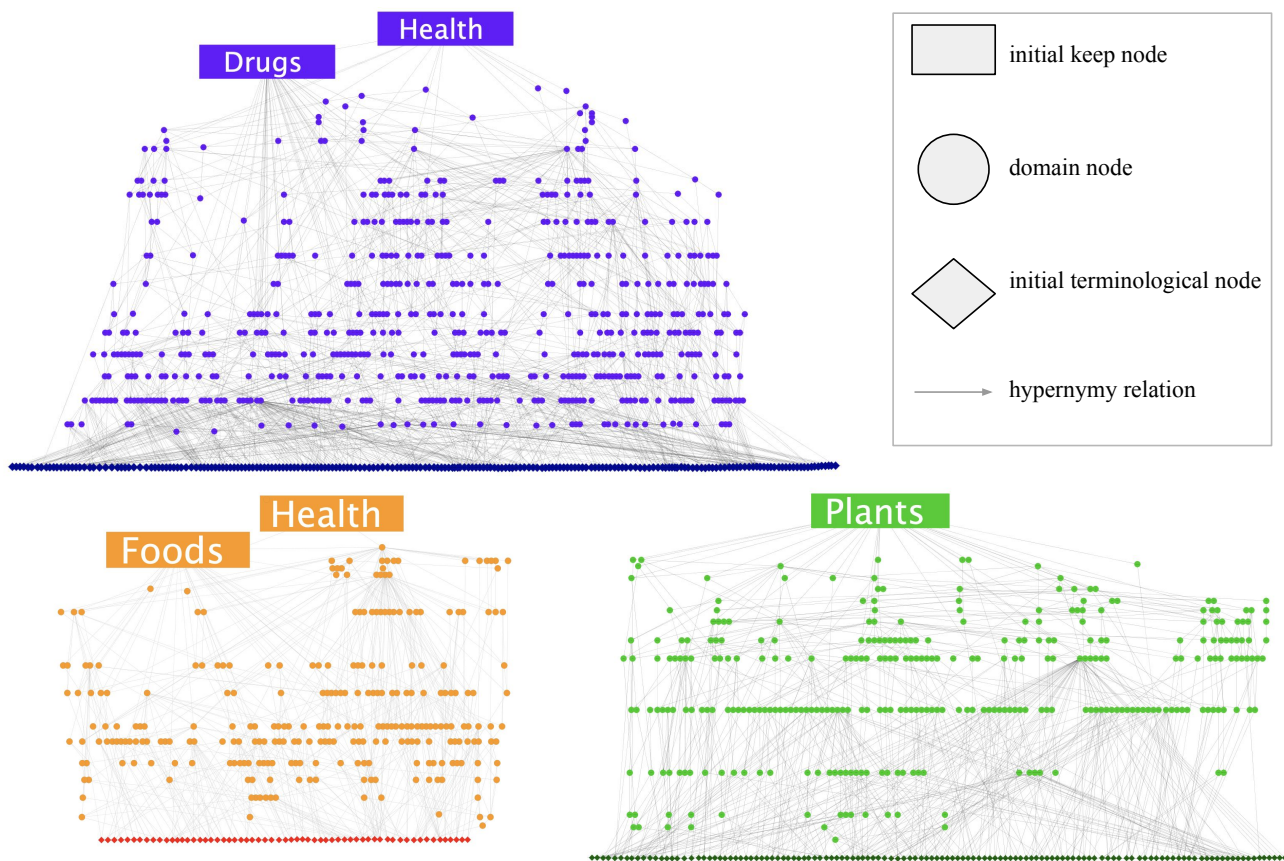 Health
Drugs
initial keep node
domain node
initial terminological node
hypernymy relation
Health
Foods
Plants